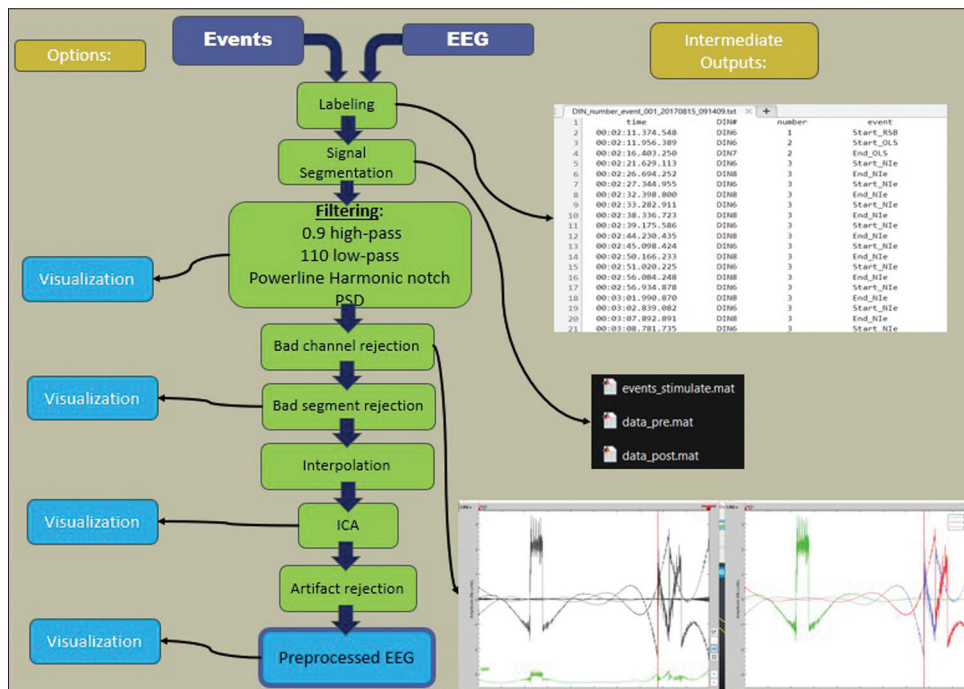 Events
EEG
Options:
Intermediate
Outputs:
Labeling
Signal
Segmentation
Filtering:
0.9 high-pass
110 low-pass
Powerline Harmonic notch
PSD
Visualization
Bad channel rejection
Visualization
Bad segment rejection
Interpolation
Visualization
ICA
Artifact rejection
Visualization
Preprocessed EEG
DIN_number_event_001_20170815_091409.txt × +
1 time DIN# number event
2 00:02:11.374.548 DIN6 1 Start_RSB
3 00:02:11.956.389 DIN6 2 Start_OLS
4 00:02:16.403.250 DIN7 2 End_OLS
5 00:02:21.629.113 DIN6 3 Start_NIe
6 00:02:26.694.252 DIN8 3 End_NIe
7 00:02:27.344.955 DIN6 3 Start_NIe
8 00:02:32.398.800 DIN8 3 End_NIe
9 00:02:33.282.911 DIN6 3 Start_NIe
10 00:02:38.336.723 DIN8 3 End_NIe
11 00:02:39.175.586 DIN6 3 Start_NIe
12 00:02:44.230.435 DIN8 3 End_NIe
13 00:02:45.098.424 DIN6 3 Start_NIe
14 00:02:50.166.233 DIN8 3 End_NIe
15 00:02:51.020.225 DIN6 3 Start_NIe
16 00:02:56.084.248 DIN8 3 End_NIe
17 00:02:56.934.878 DIN6 3 Start_NIe
18 00:03:01.990.870 DIN8 3 End_NIe
19 00:03:02.839.082 DIN6 3 Start_NIe
20 00:03:07.892.891 DIN8 3 End_NIe
21 00:03:08.781.735 DIN6 3 Start_NIe
events_stimulate.mat
data_pre.mat
data_post.mat